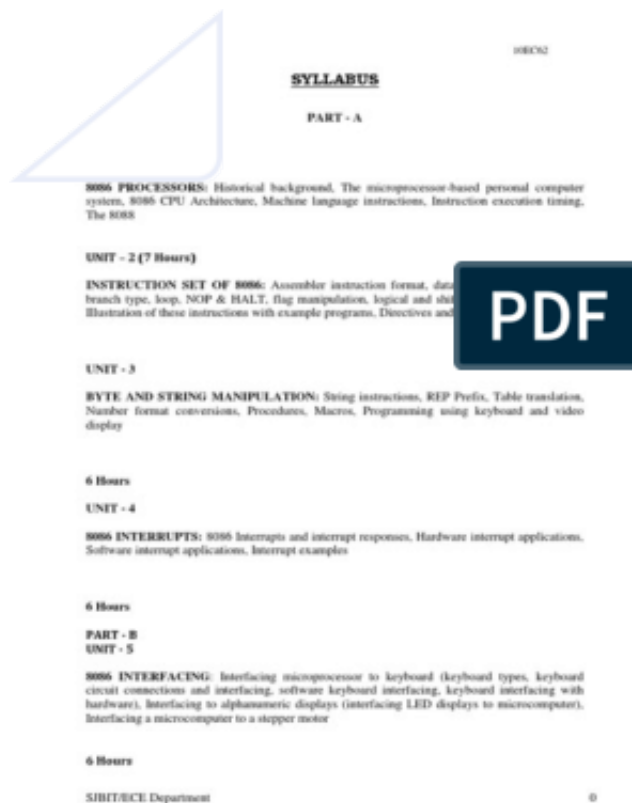 10EC62
SYLLABUS
PART - A
8086 PROCESSORS: Historical background, The microprocessor-based personal computer
system, 8086 CPU Architecture, Machine language instructions, Instruction execution timing,
The 8088
UNIT – 2 (7 Hours)
INSTRUCTION SET OF 8086: Assembler instruction format, data
branch type, loop, NOP & HALT, flag manipulation, logical and
Illustration of these instructions with example programs, Directives and
PDF
UNIT - 3
BYTE AND STRING MANIPULATION: String instructions, REP Prefix, Table translation,
Number format conversions, Procedures, Macros, Programming using keyboard and video
display
6 Hours
UNIT - 4
8086 INTERRUPTS: 8086 Interrupts and interrupt responses, Hardware interrupt applications,
Software interrupt applications, Interrupt examples
6 Hours
PART - B
UNIT - 5
8086 INTERFACING: Interfacing microprocessor to keyboard (keyboard types, keyboard
circuit connections and interfacing, software keyboard interfacing, keyboard interfacing with
hardware), Interfacing to alphanumeric displays (interfacing LED displays to microcomputer),
Interfacing a microcomputer to a stepper motor
6 Hours
SJBIT/ECE Department 0